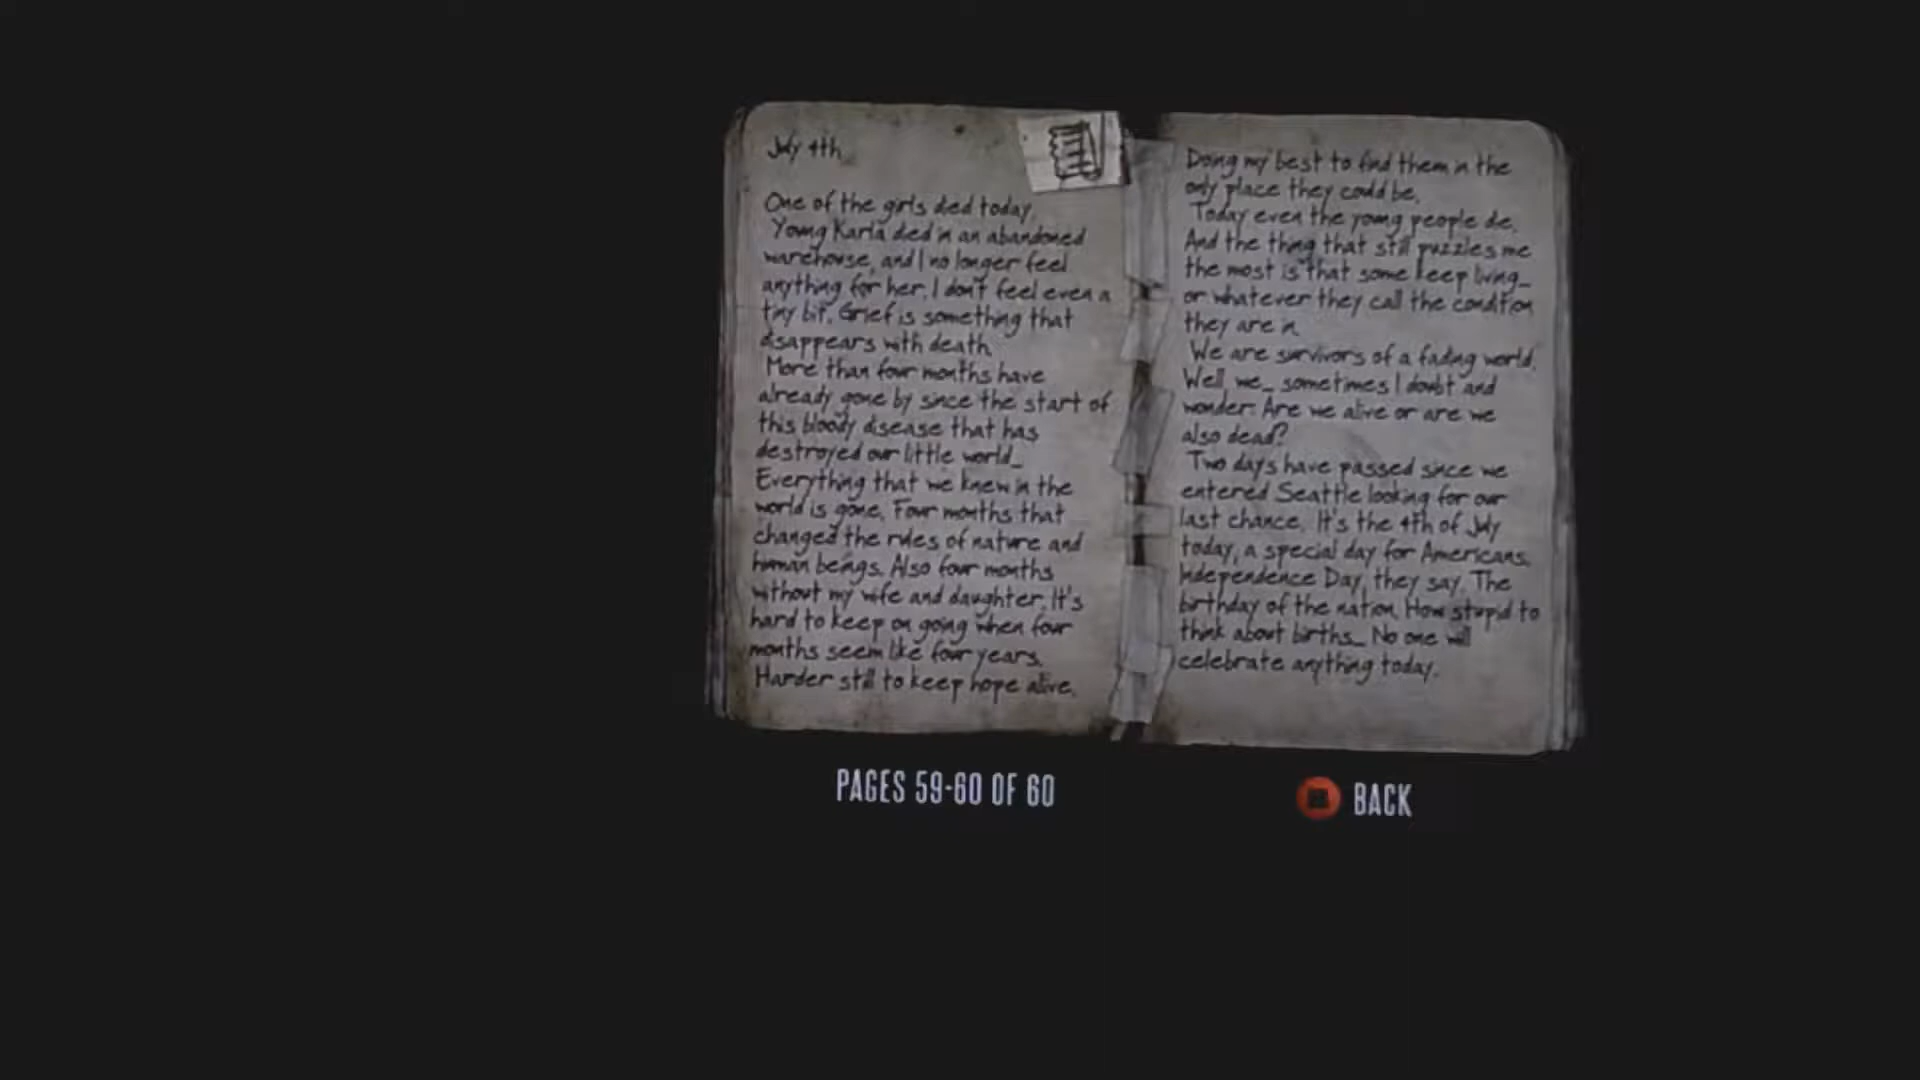 July 4th
One of the girls died today.
Young Karla died in an abandoned
warehouse, and I no longer feel
anything for her. I don't feel even a
tiny bit. Grief is something that
disappears with death.
More than four months have
already gone by since the start of
this bloody disease that has
destroyed our little world...
Everything that we knew in the
world is gone. Four months that
changed the rules of nature and
human beings. Also four months
without my wife and daughter. It's
hard to keep on going when four
months seem like four years.
Harder still to keep hope alive.
Doing my best to find them in the
only place they could be.
Today even the young people die.
And the thing that still puzzles me
the most is that some keep living...
or whatever they call the condition
they are in.
We are survivors of a fading world.
Well, we... sometimes I doubt and
wonder: Are we alive or are we
also dead?
Two days have passed since we
entered Seattle looking for our
last chance. It's the 4th of July
today, a special day for Americans.
Independence Day, they say. The
birthday of the nation. How stupid to
think about births... No one will
celebrate anything today.
PAGES 59-60 OF 60
BACK